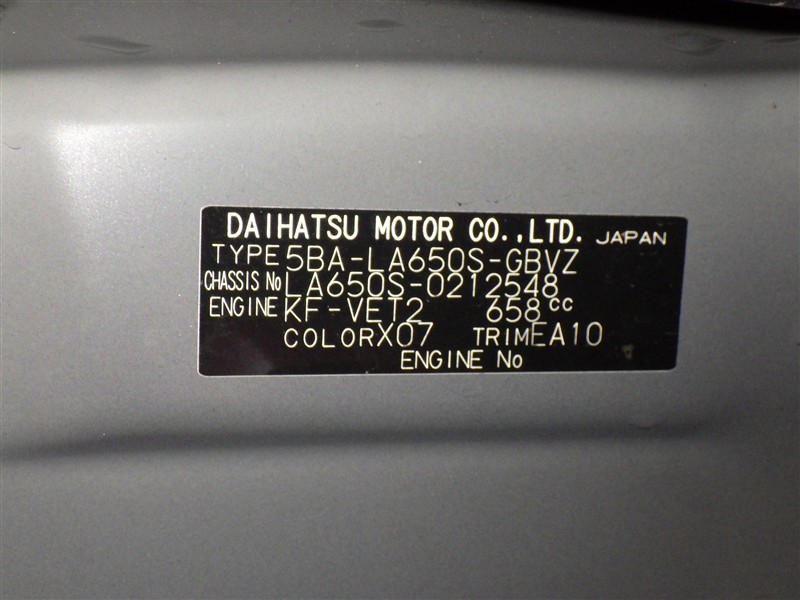 DAIHATSU MOTOR CO.,LTD. JAPAN
TYPE 5BA-LA650S-GBVZ
CHASSIS No LA650S-0212548
ENGINE KF-VET2 658cc
COLOR X07 TRIM EA10
ENGINE No